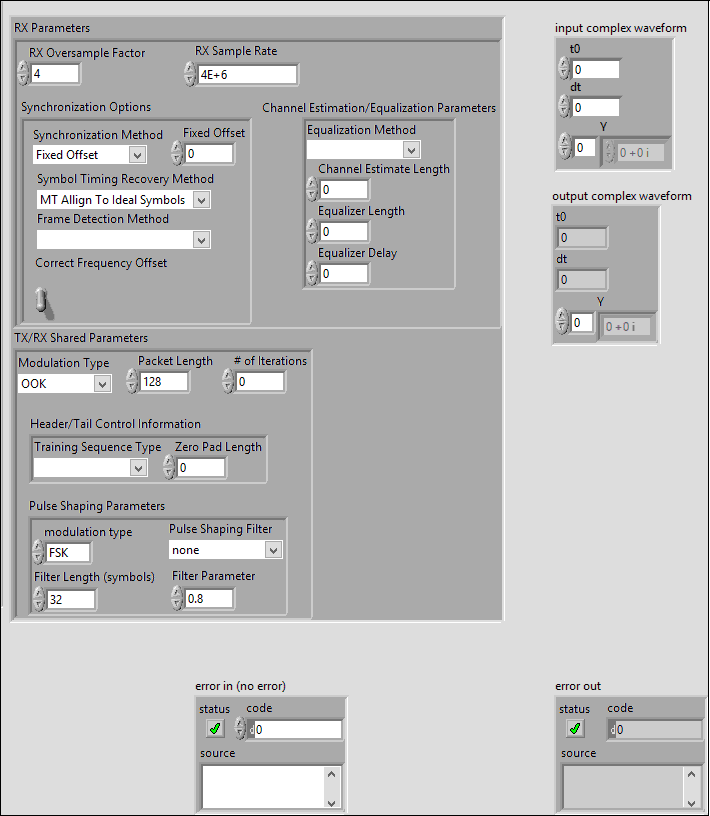 RX Parameters
RX Oversample Factor
4
RX Sample Rate
4E+6
Synchronization Options
Synchronization Method
Fixed Offset
Fixed Offset
0
Symbol Timing Recovery Method
MT Allign To Ideal Symbols
Frame Detection Method
Correct Frequency Offset
Channel Estimation/Equalization Parameters
Equalization Method
Channel Estimate Length
0
Equalizer Length
0
Equalizer Delay
0
TX/RX Shared Parameters
Modulation Type
OOK
Packet Length
128
# of Iterations
0
Header/Tail Control Information
Training Sequence Type
Zero Pad Length
0
Pulse Shaping Parameters
modulation type
FSK
Pulse Shaping Filter
none
Filter Length (symbols)
32
Filter Parameter
0.8
input complex waveform
t0
0
dt
0
Y
0
0 +0 i
output complex waveform
t0
0
dt
0
Y
0
0 +0 i
error in (no error)
status
code
d0
source
error out
status
code
d0
source